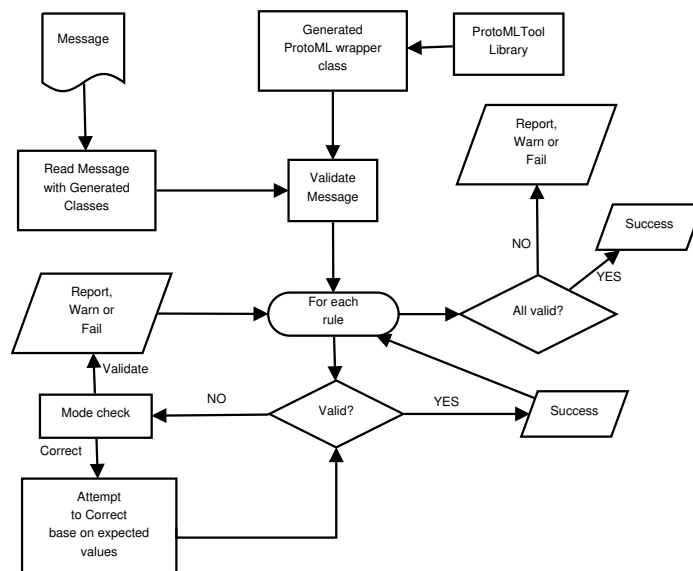 Message
Generated
ProtoML wrapper
class
ProtoMLTool
Library
Read Message
with Generated
Classes
Validate
Message
Report,
Warn or
Fail
NO
Success
YES
Report,
Warn or
Fail
For each
rule
All valid?
Validate
Mode check
NO
Valid?
YES
Success
Correct
Attempt
to Correct
base on expected
values